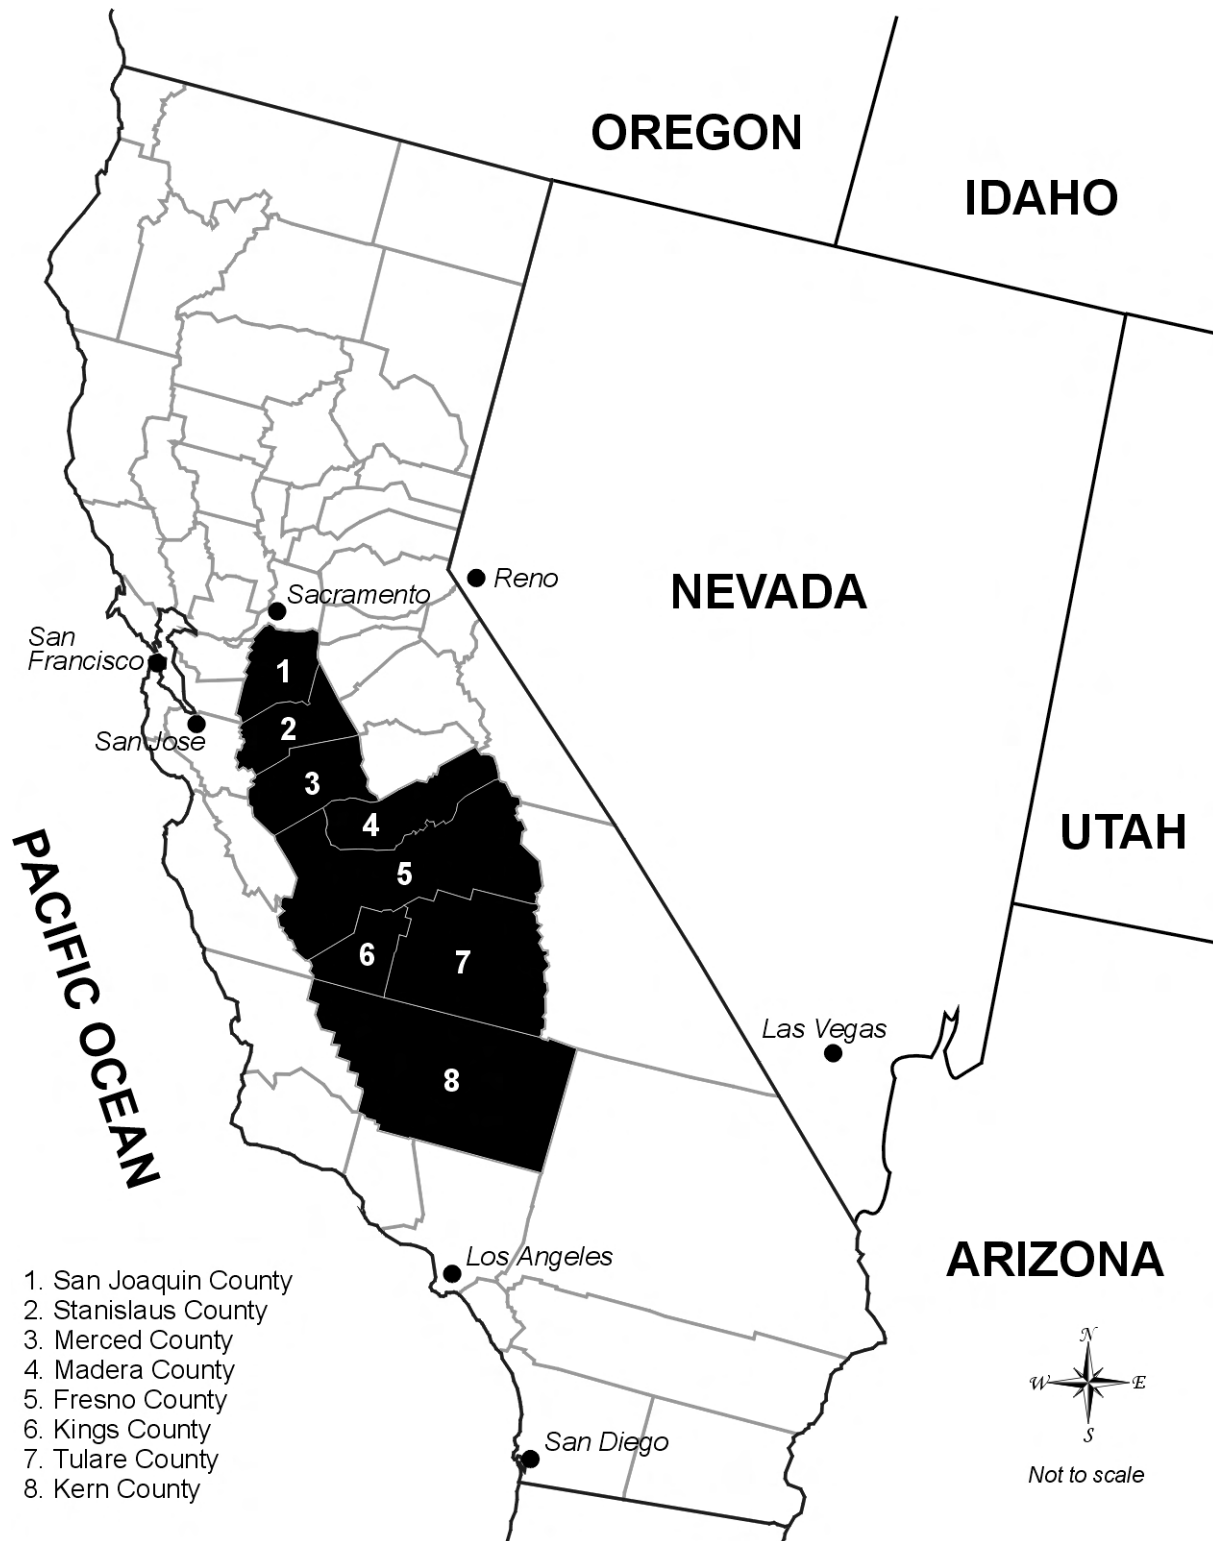 OREGON
IDAHO
NEVADA
Reno
Sacramento
San
Francisco
San Jose
1
2
3
4
5
6
7
8
UTAH
PACIFIC OCEAN
Las Vegas
ARIZONA
Los Angeles
San Diego
1. San Joaquin County
2. Stanislaus County
3. Merced County
4. Madera County
5. Fresno County
6. Kings County
7. Tulare County
8. Kern County
N
W
E
S
Not to scale